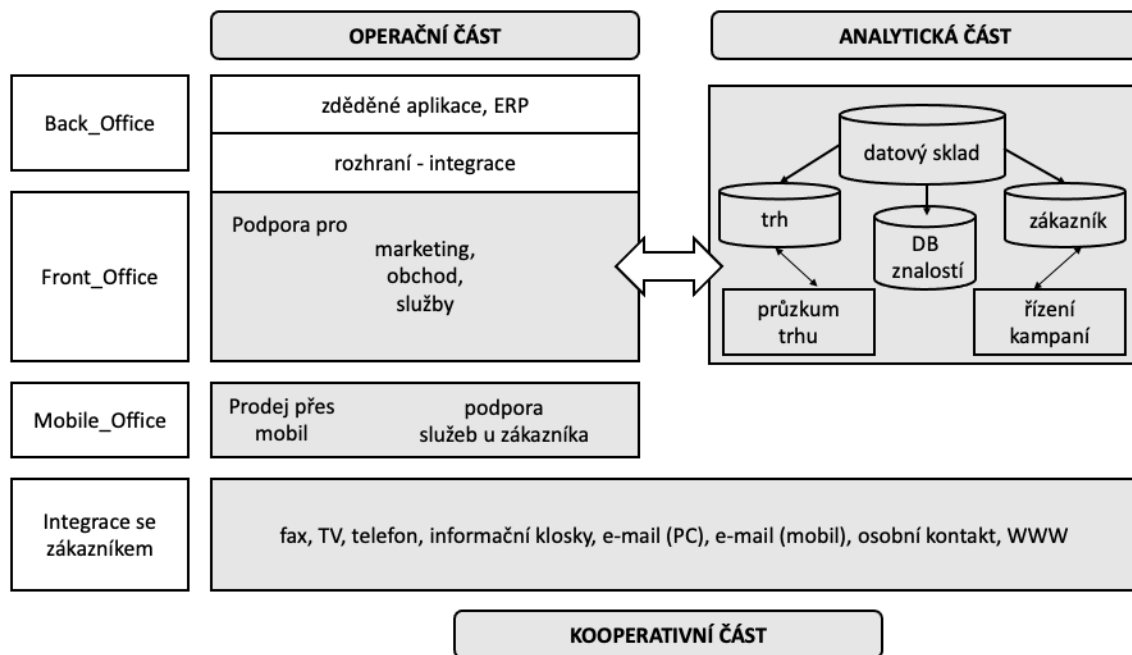 OPERAČNÍ ČÁST
ANALYTICKÁ ČÁST
Back_Office
zděděné aplikace, ERP
rozhraní - integrace
datový sklad
trh
DB
znalostí
zákazník
průzkum
trhu
řízení
kampaní
Front_Office
Podpora pro
marketing,
obchod,
služby
Mobile_Office
Prodej přes
mobil
podpora
služeb u zákazníka
Integrace se
zákazníkem
fax, TV, telefon, informační klosky, e-mail (PC), e-mail (mobil), osobní kontakt, WWW
KOOPERATIVNÍ ČÁST